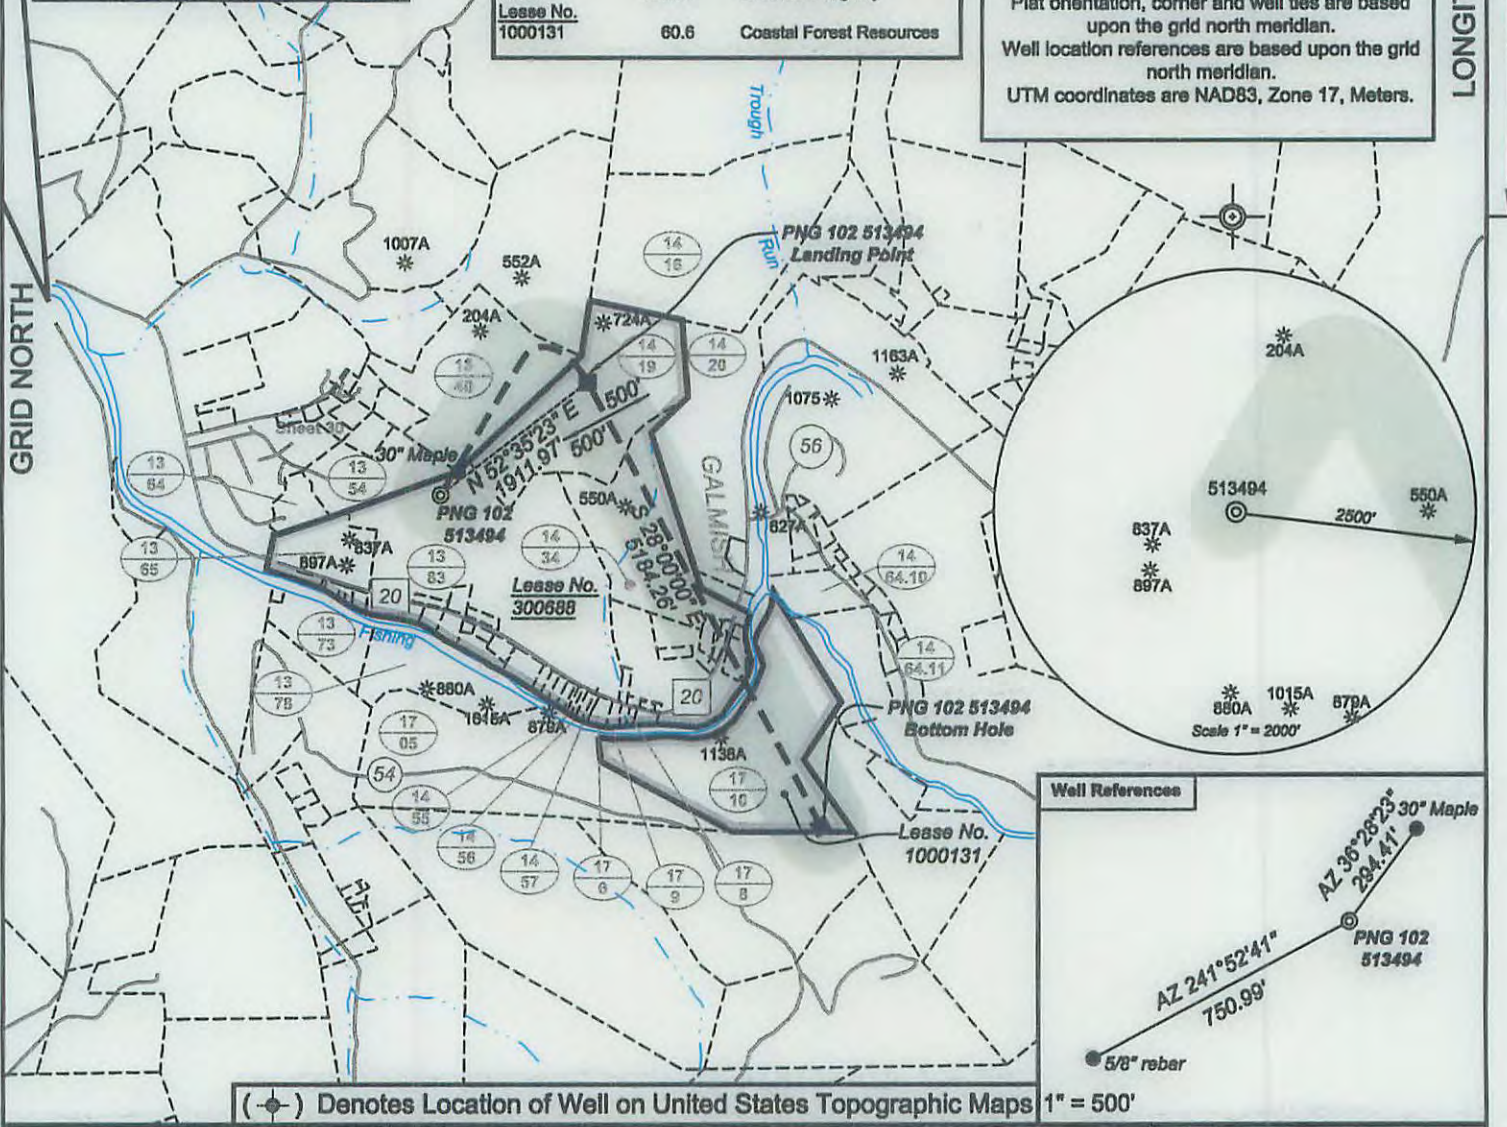 Lease No.
1000131 60.6 Coastal Forest Resources
Plat orientation, corner and well ties are based
upon the grid north meridian.
Well location references are based upon the grid
north meridian.
UTM coordinates are NAD83, Zone 17, Meters.
LONGIT
GRID NORTH
Trough
Run
1007A
552A
204A
PNG 102 513494
Landing Point
14
16
724A
14
19
14
20
13
40
1163A
1075
Sheet 30
30" Maple
N 52°35'23" E
1911.97'
500'
500'
56
GALMISH
13
64
13
54
PNG 102
513494
550A
S 28°00'00" E
5184.26'
627A
837A
897A
13
65
13
83
14
34
Lease No.
300688
14
64.10
20
13
73
Fishing
14
64.11
13
78
880A
1015A
879A
20
PNG 102 513494
Bottom Hole
17
05
1138A
17
10
54
14
55
14
56
14
57
17
6
17
9
17
8
Lease No.
1000131
204A
513494
550A
2500'
837A
897A
880A
1015A
879A
Scale 1" = 2000'
Well References
30" Maple
AZ 36°28'23"
294.41'
PNG 102
513494
AZ 241°52'41"
750.99'
5/8" rebar
1" = 500'
( ) Denotes Location of Well on United States Topographic Maps